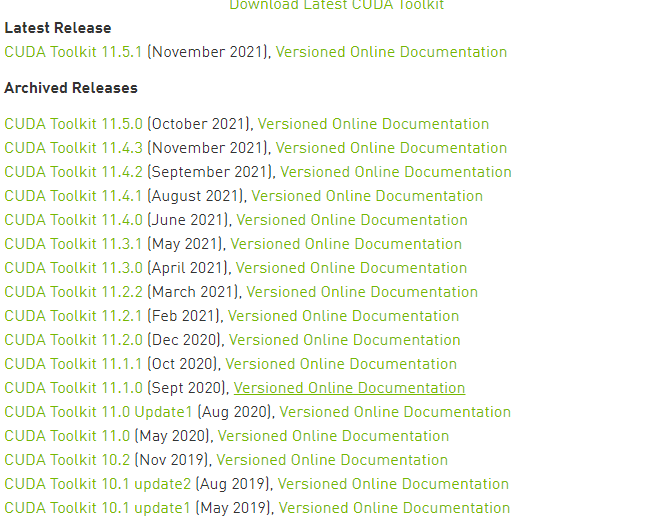 Download Latest CUDA Toolkit
Latest Release
CUDA Toolkit 11.5.1 (November 2021), Versioned Online Documentation
Archived Releases
CUDA Toolkit 11.5.0 (October 2021), Versioned Online Documentation
CUDA Toolkit 11.4.3 (November 2021), Versioned Online Documentation
CUDA Toolkit 11.4.2 (September 2021), Versioned Online Documentation
CUDA Toolkit 11.4.1 (August 2021), Versioned Online Documentation
CUDA Toolkit 11.4.0 (June 2021), Versioned Online Documentation
CUDA Toolkit 11.3.1 (May 2021), Versioned Online Documentation
CUDA Toolkit 11.3.0 (April 2021), Versioned Online Documentation
CUDA Toolkit 11.2.2 (March 2021), Versioned Online Documentation
CUDA Toolkit 11.2.1 (Feb 2021), Versioned Online Documentation
CUDA Toolkit 11.2.0 (Dec 2020), Versioned Online Documentation
CUDA Toolkit 11.1.1 (Oct 2020), Versioned Online Documentation
CUDA Toolkit 11.1.0 (Sept 2020), Versioned Online Documentation
CUDA Toolkit 11.0 Update1 (Aug 2020), Versioned Online Documentation
CUDA Toolkit 11.0 (May 2020), Versioned Online Documentation
CUDA Toolkit 10.2 (Nov 2019), Versioned Online Documentation
CUDA Toolkit 10.1 update2 (Aug 2019), Versioned Online Documentation
CUDA Toolkit 10.1 update1 (May 2019), Versioned Online Documentation